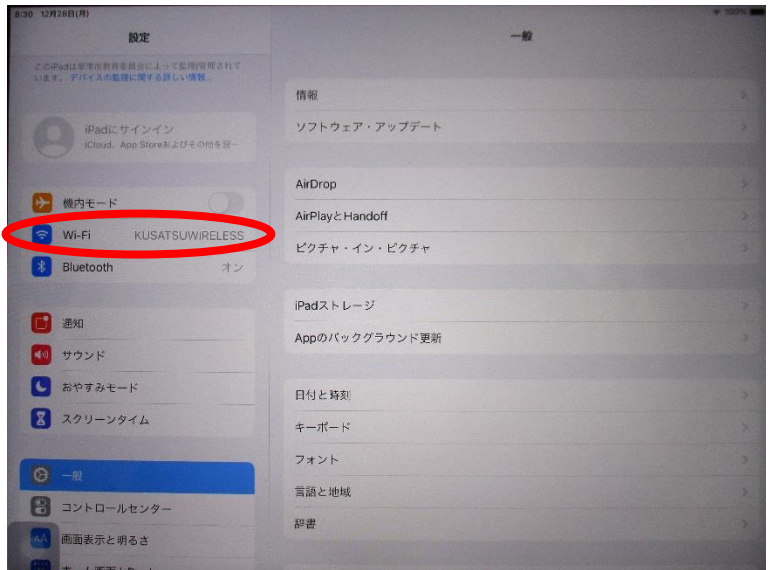 8:30 12月28日(月)
100%
設定
このiPadは草津市教育委員会によって監理/管理されて
います。デバイスの監理に関する詳しい情報...
iPadにサインイン
iCloud、App Storeおよびその他を設…
機内モード
Wi-Fi KUSATSUWIRELESS
Bluetooth オン
通知
サウンド
おやすみモード
スクリーンタイム
一般
コントロールセンター
AA 画面表示と明るさ
一般
情報
ソフトウェア・アップデート
AirDrop
AirPlayとHandoff
ピクチャ・イン・ピクチャ
iPadストレージ
Appのバックグラウンド更新
日付と時刻
キーボード
フォント
言語と地域
辞書